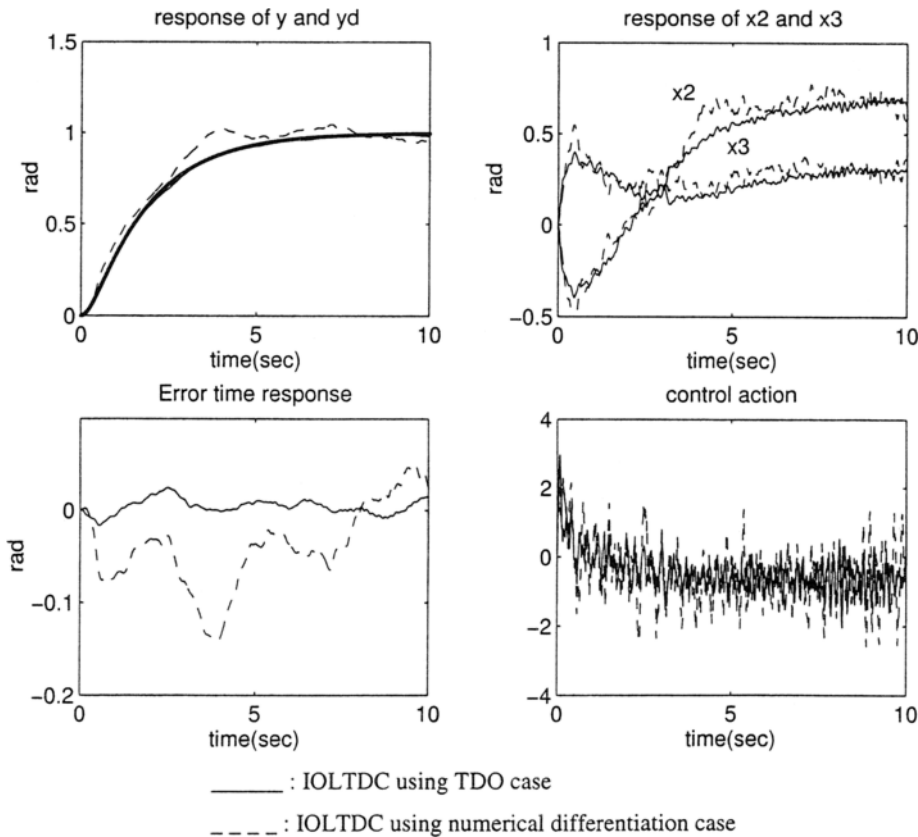 response of y and yd
1.5
1
0.5
0
rad
0
5
10
time(sec)
response of x2 and x3
1
0.5
0
−0.5
rad
x2
x3
0
5
10
time(sec)
Error time response
0
−0.1
−0.2
rad
0
5
10
time(sec)
control action
4
2
0
−2
−4
0
5
10
time(sec)
: IOLTDC using TDO case
: IOLTDC using numerical differentiation case